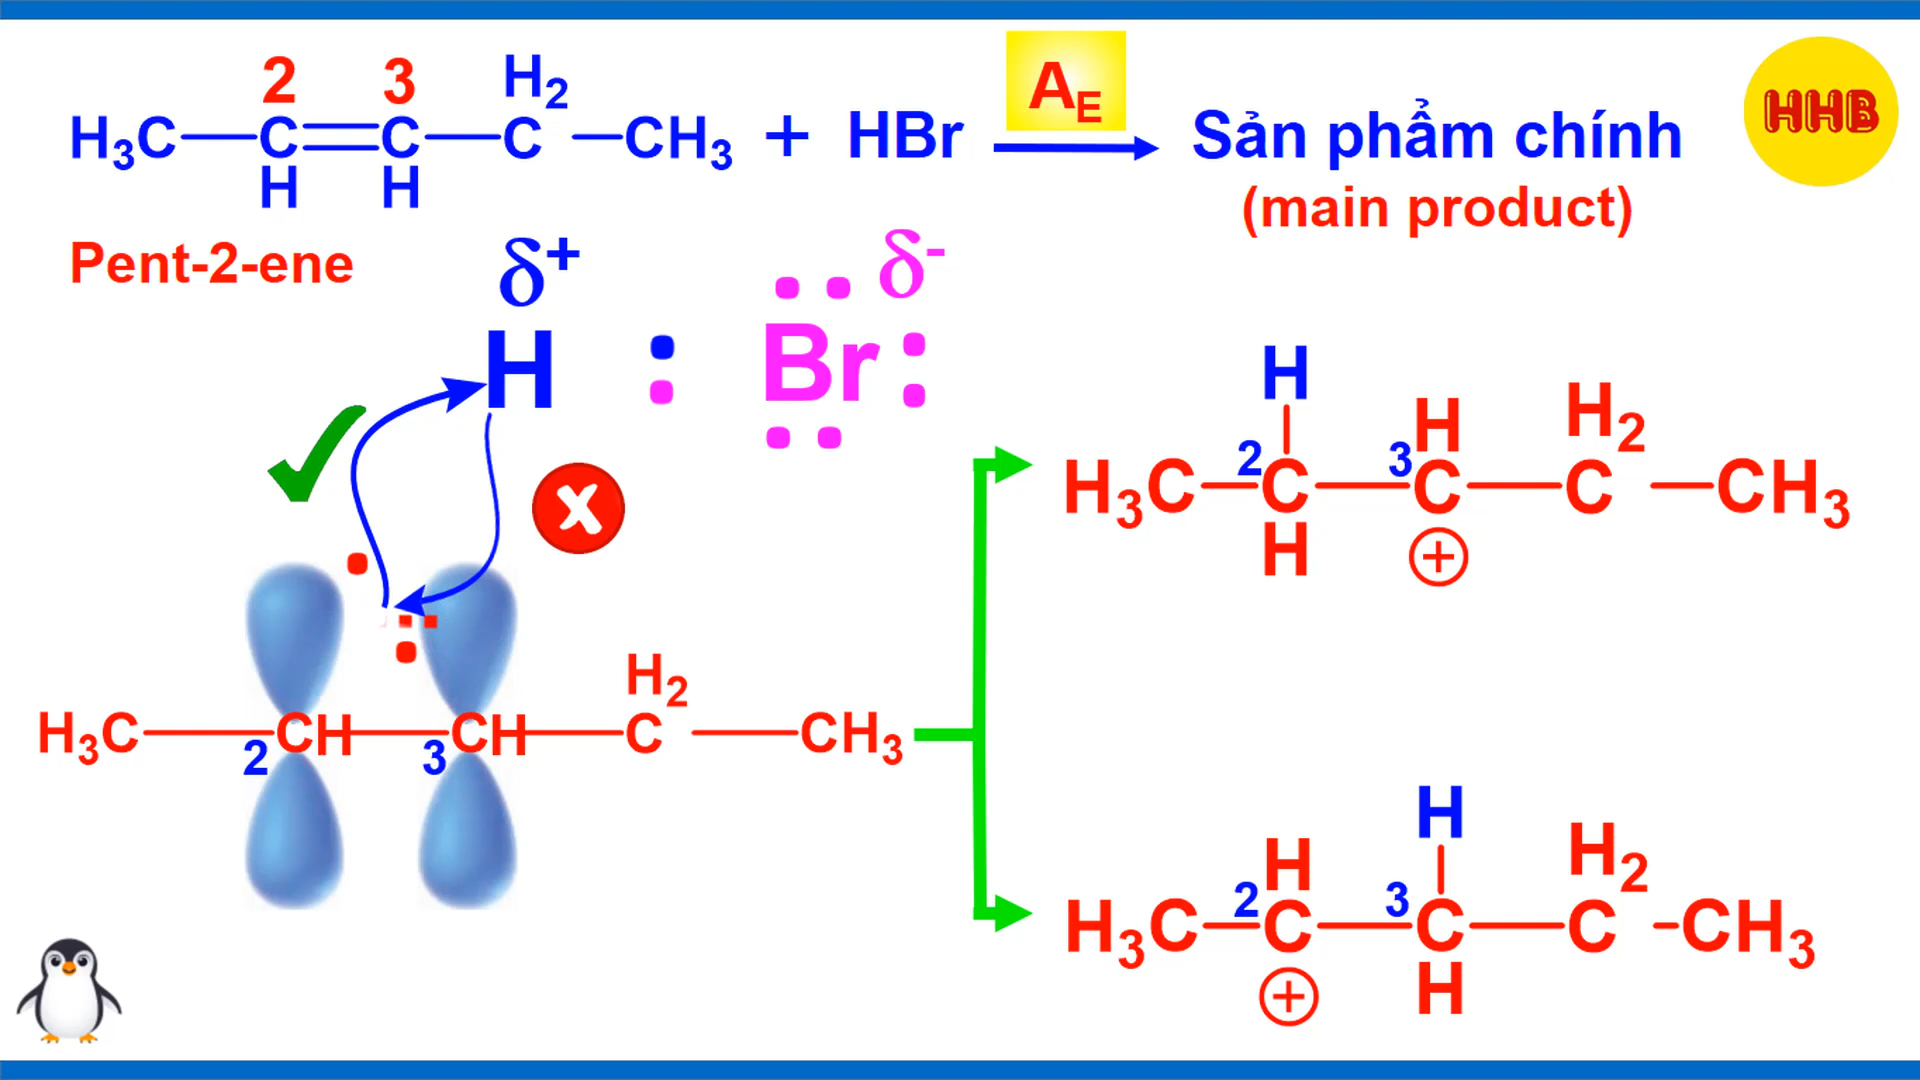 2 3 H2
H3C C C C CH3 + HBr AE Sản phẩm chính
H H
(main product)
HHB
Pent-2-ene
δ+ δ-
H : Br
H
H H2
H3C 2 C 3 C C CH3
H +
H2
H3C CH CH C CH3
2 3
H
H H2
H3C 2 C 3 C C CH3
+ H